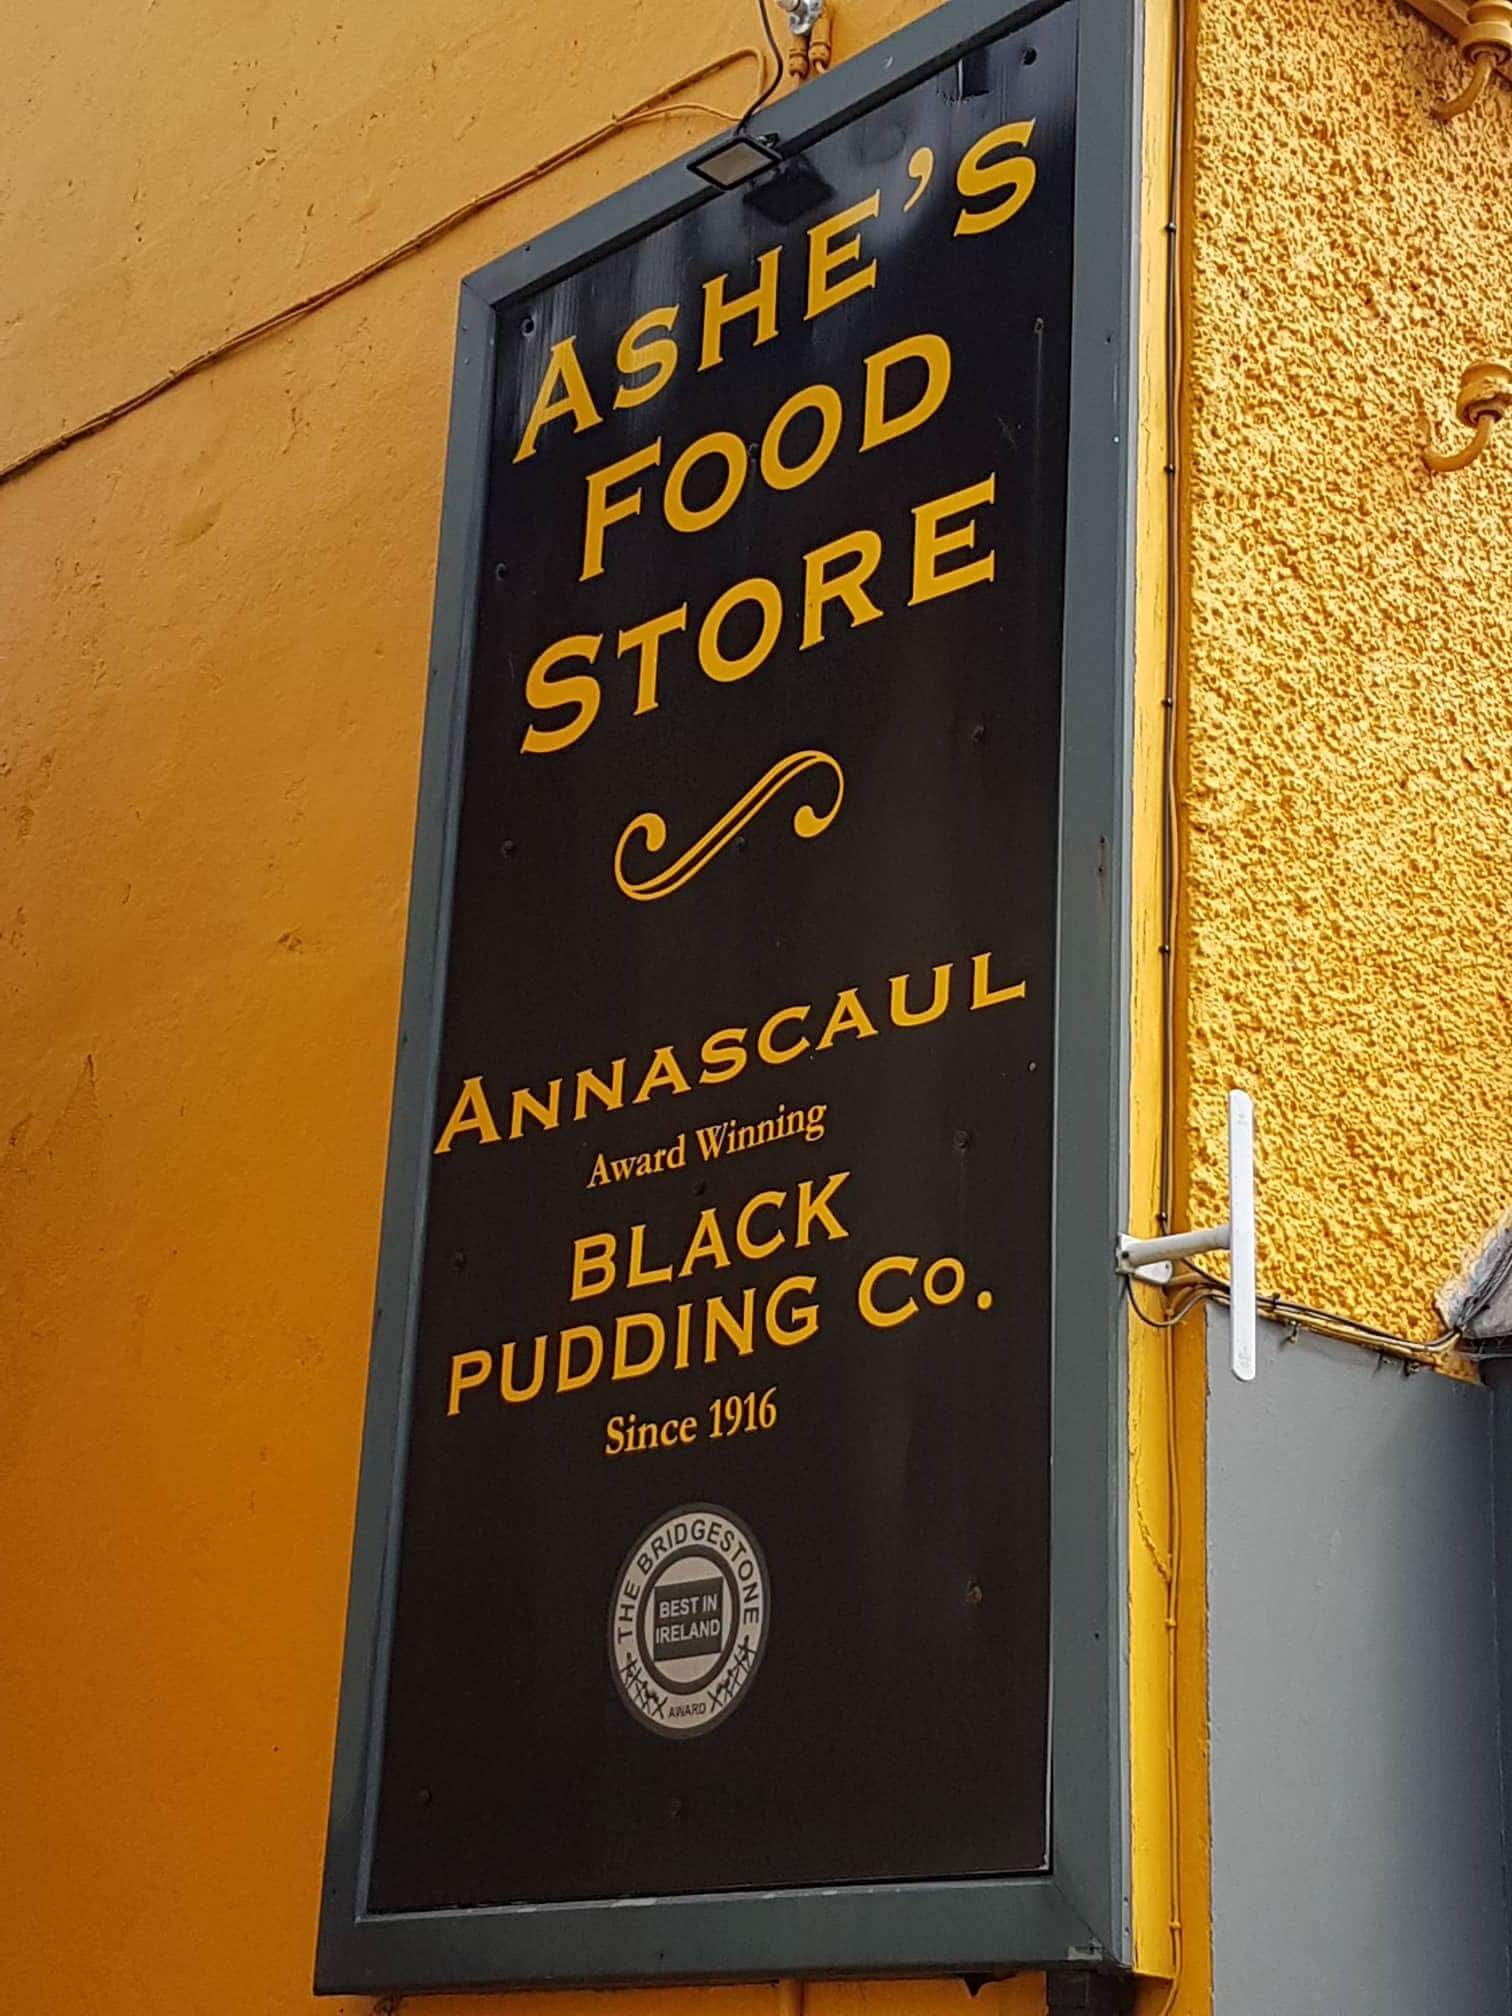 ASHE'S
FOOD
STORE
ANNASCAUL
Award Winning
BLACK
PUDDING Co.
Since 1916
THE BRIDGESTONE
BEST IN
IRELAND
AWARD